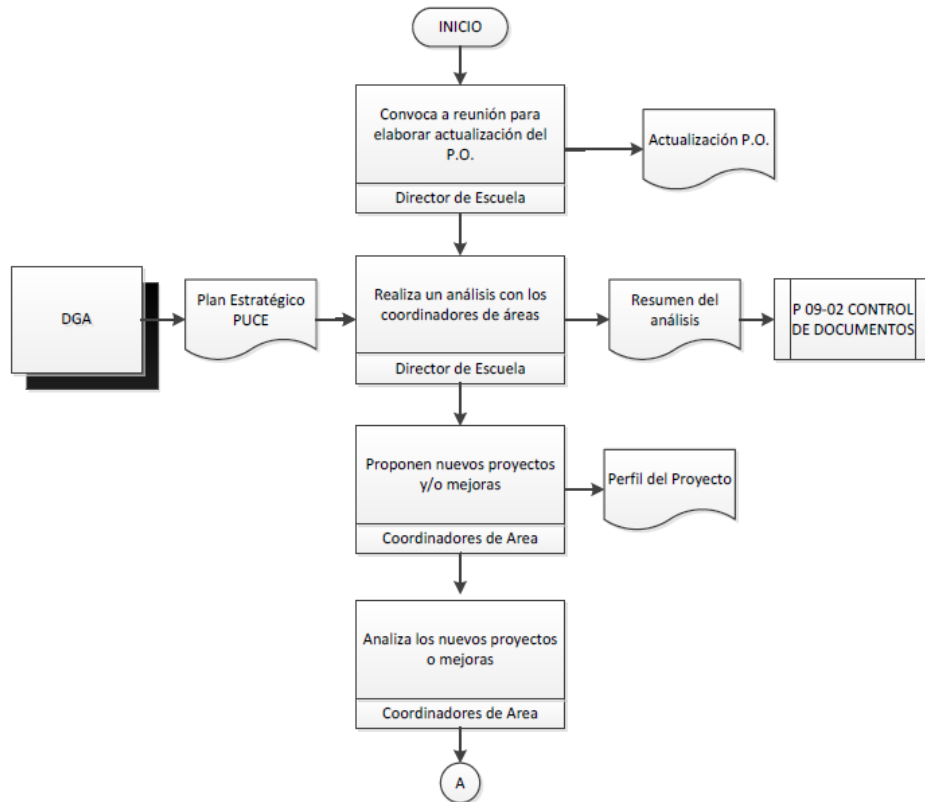 INICIO
Convoca a reunión para
elaborar actualización del
P.O.
Director de Escuela
Actualización P.O.
DGA
Plan Estratégico
PUCE
Realiza un análisis con los
coordinadores de áreas
Director de Escuela
Resumen del
análisis
P 09-02 CONTROL
DE DOCUMENTOS
Proponen nuevos proyectos
y/o mejoras
Coordinadores de Area
Perfil del Proyecto
Analiza los nuevos proyectos
o mejoras
Coordinadores de Area
A